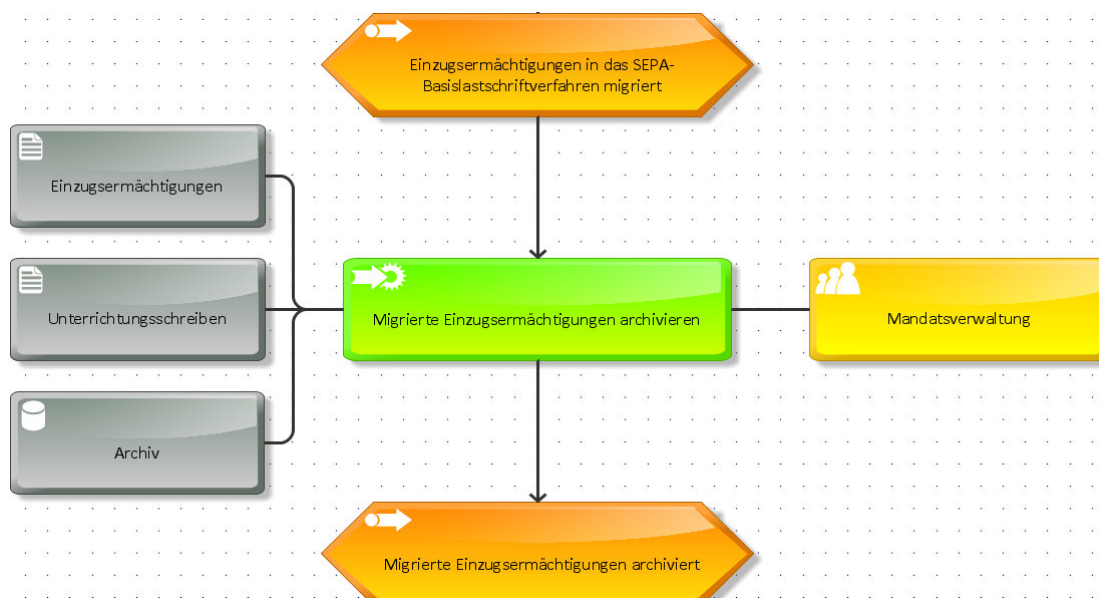 Einzugsermächtigungen in das SEPA-
Basislastschriftverfahren migriert
Einzugsermächtigungen
Unterrichtungsschreiben
Migrierte Einzugsermächtigungen archivieren
Mandatsverwaltung
Archiv
Migrierte Einzugsermächtigungen archiviert